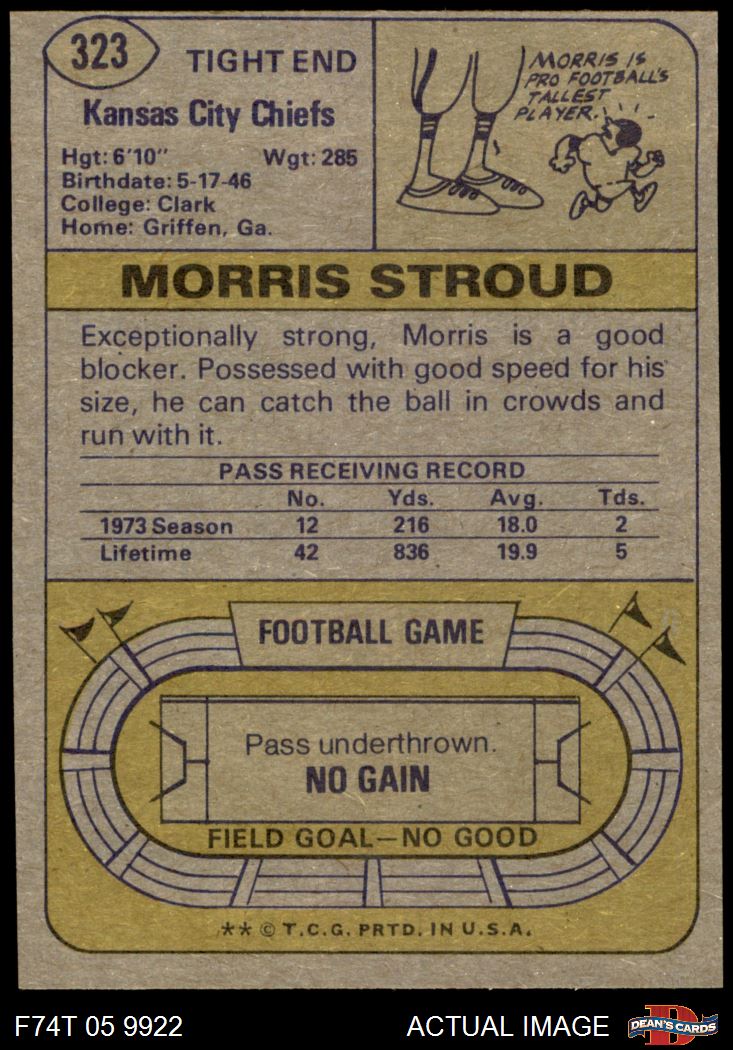 323
TIGHT END
Kansas City Chiefs
Hgt: 6'10" Wgt: 285
Birthdate: 5-17-46
College: Clark
Home: Griffen, Ga.
MORRIS IS
PRO FOOTBALL'S
TALLEST
PLAYER.
MORRIS STROUD
Exceptionally strong, Morris is a good
blocker. Possessed with good speed for his
size, he can catch the ball in crowds and
run with it.
PASS RECEIVING RECORD
No. Yds. Avg. Tds.
1973 Season 12 216 18.0 2
Lifetime 42 836 19.9 5
FOOTBALL GAME
Pass underthrown.
NO GAIN
FIELD GOAL—NO GOOD
** © T.C.G. PRTD. IN U.S.A.
F74T 05 9922 ACTUAL IMAGE DEAN'S CARDS